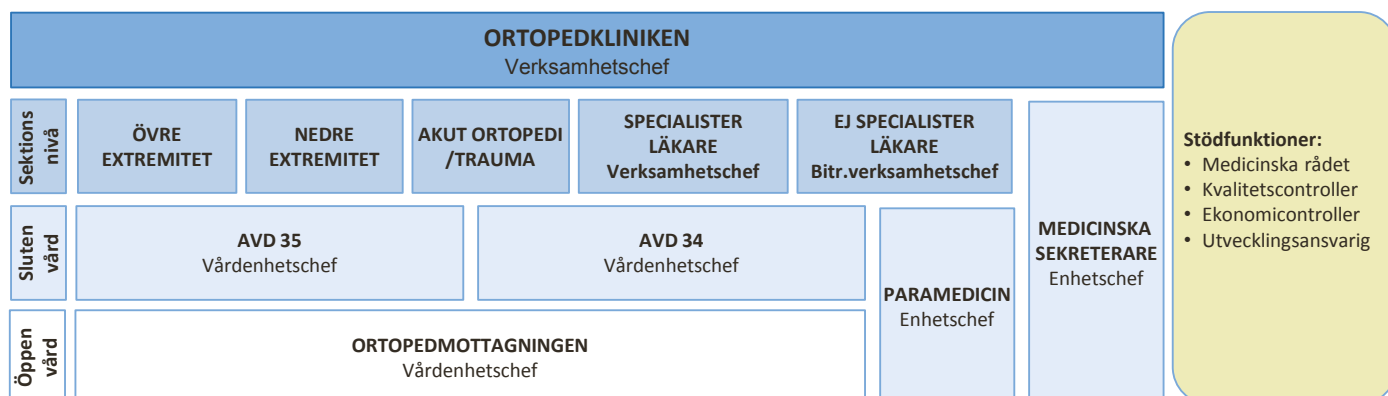 ORTOPEDKLINIKEN
Verksamhetschef
Sektions
nivå
ÖVRE
EXTREMITET
NEDRE
EXTREMITET
AKUT ORTOPEDI
/TRAUMA
SPECIALISTER
LÄKARE
Verksamhetschef
EJ SPECIALISTER
LÄKARE
Bitr.verksamhetschef
MEDICINSKA
SEKRETERARE
Enhetschef
Sluten
vård
AVD 35
Vårdenhetschef
AVD 34
Vårdenhetschef
PARAMEDICIN
Enhetschef
Öppen
vård
ORTOPEDMOTTAGNINGEN
Vårdenhetschef
Stödfunktioner:
• Medicinska rådet
• Kvalitetscontroller
• Ekonomicontroller
• Utvecklingsansvarig